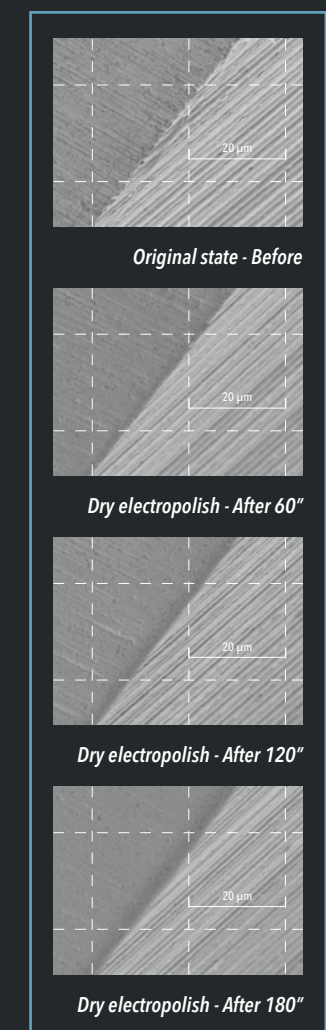 20 µm
Original state - Before
20 µm
Dry electropolish - After 60”
20 µm
Dry electropolish - After 120”
20 µm
Dry electropolish - After 180”